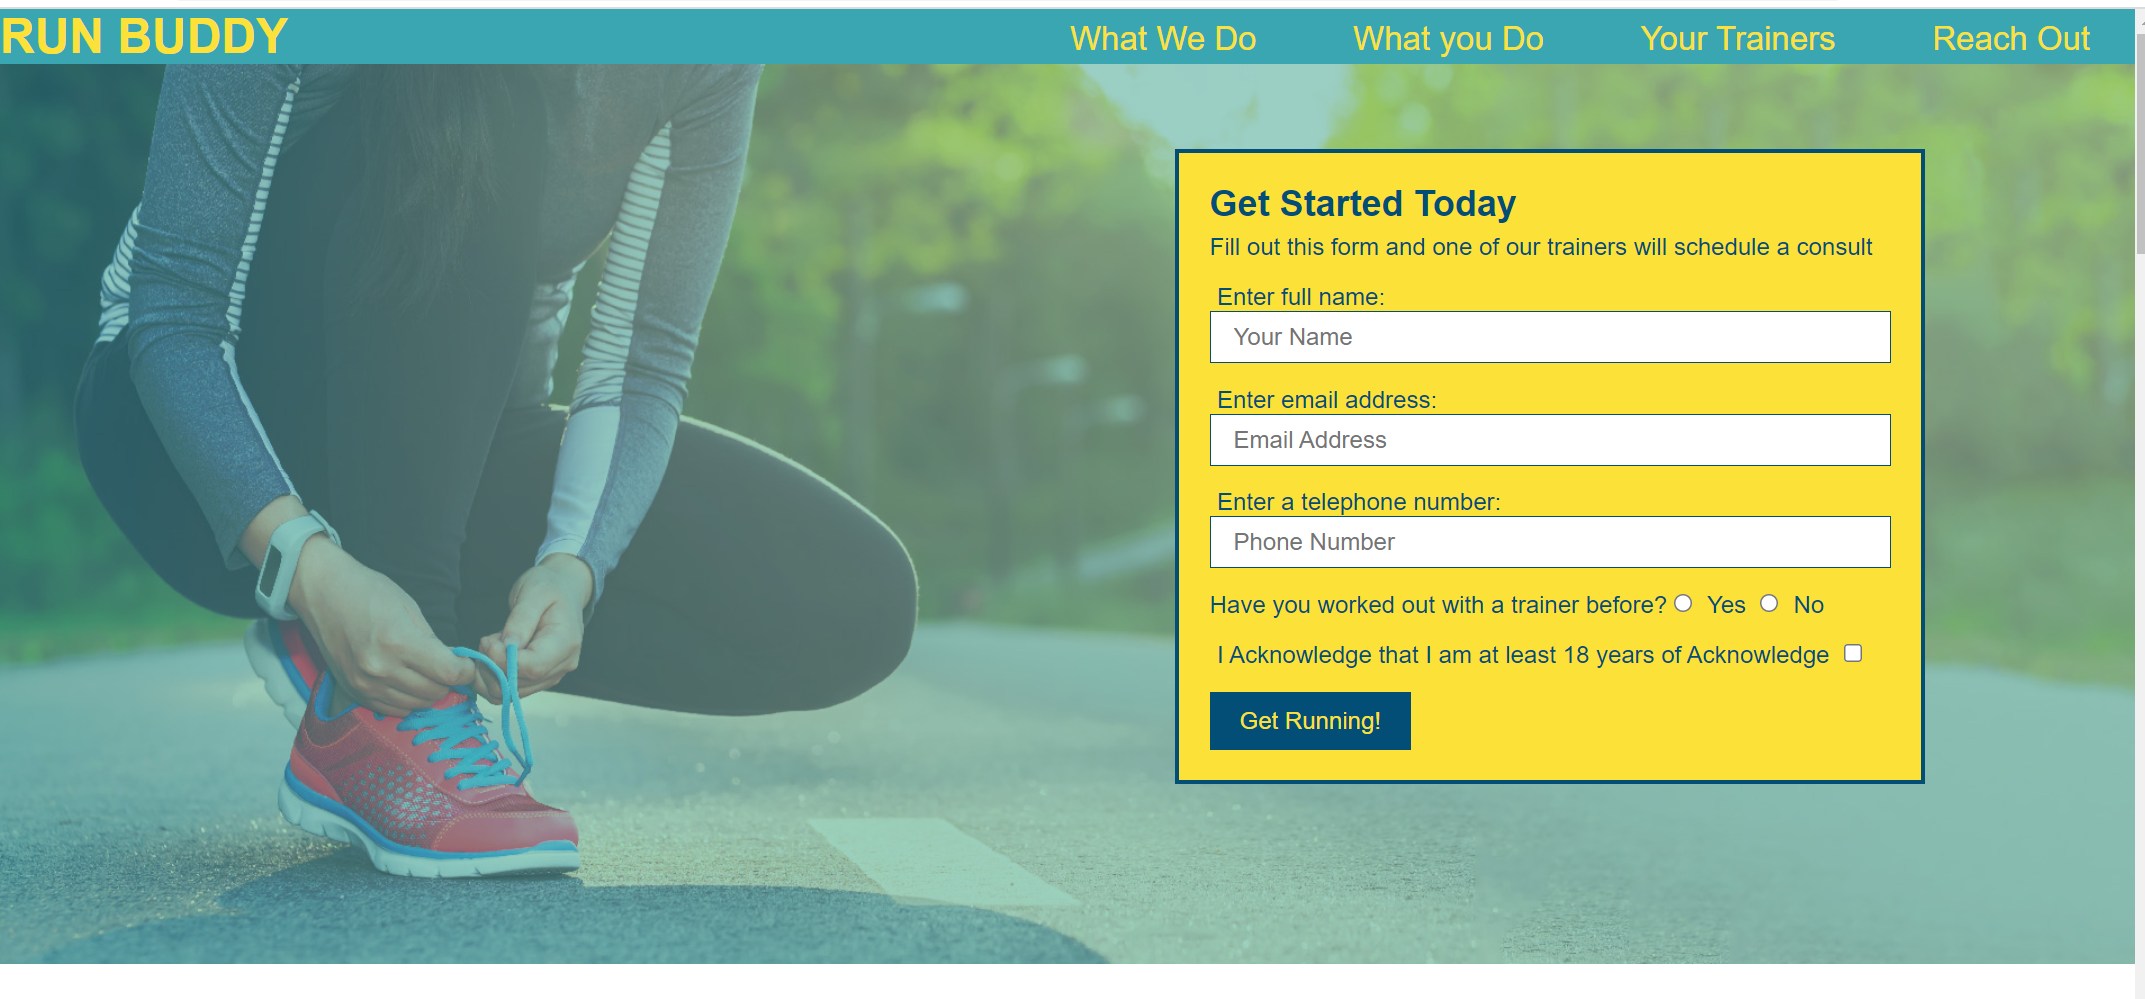 RUN BUDDY What We Do What you Do Your Trainers Reach Out
Get Started Today
Fill out this form and one of our trainers will schedule a consult
Enter full name:
Your Name
Enter email address:
Email Address
Enter a telephone number:
Phone Number
Have you worked out with a trainer before? Yes No
I Acknowledge that I am at least 18 years of Acknowledge
Get Running!